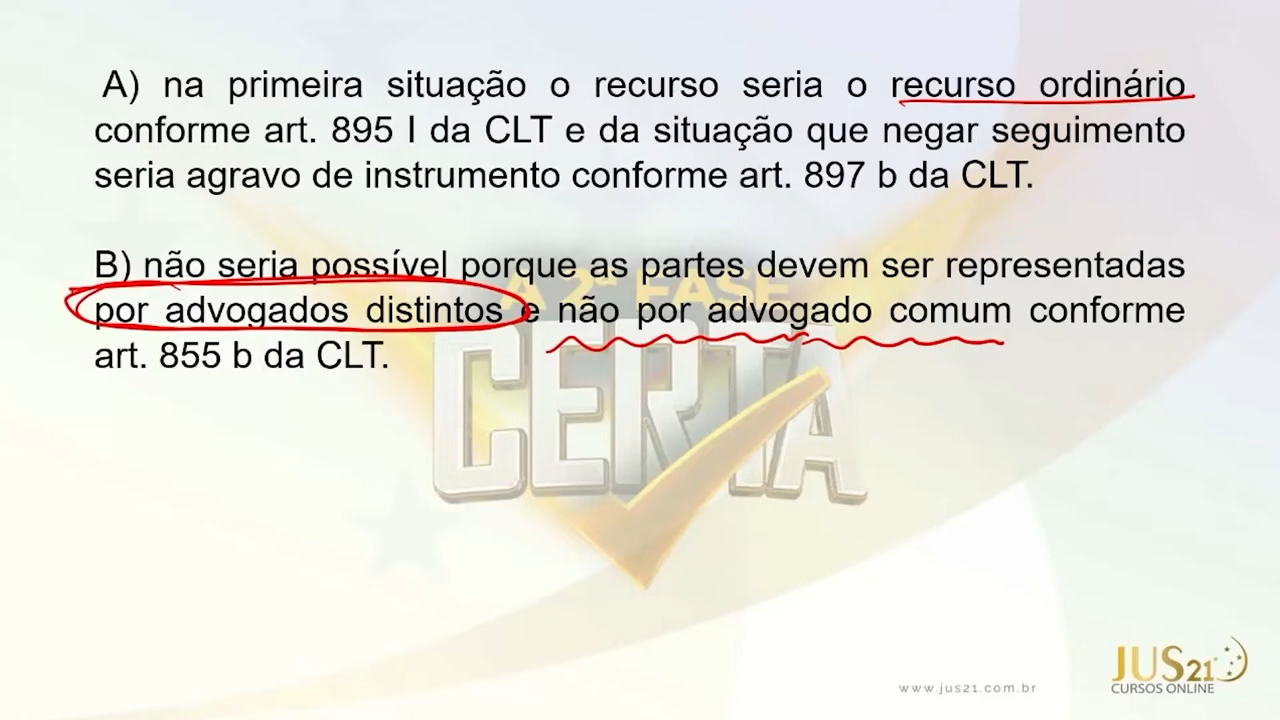 A) na primeira situação o recurso seria o recurso ordinário
conforme art. 895 I da CLT e da situação que negar seguimento
seria agravo de instrumento conforme art. 897 b da CLT.
B) não seria possível porque as partes devem ser representadas
por advogados distintos e não por advogado comum conforme
art. 855 b da CLT.
A 2ª FASE
CERTA
www.jus21.com.br
JUS21
CURSOS ONLINE